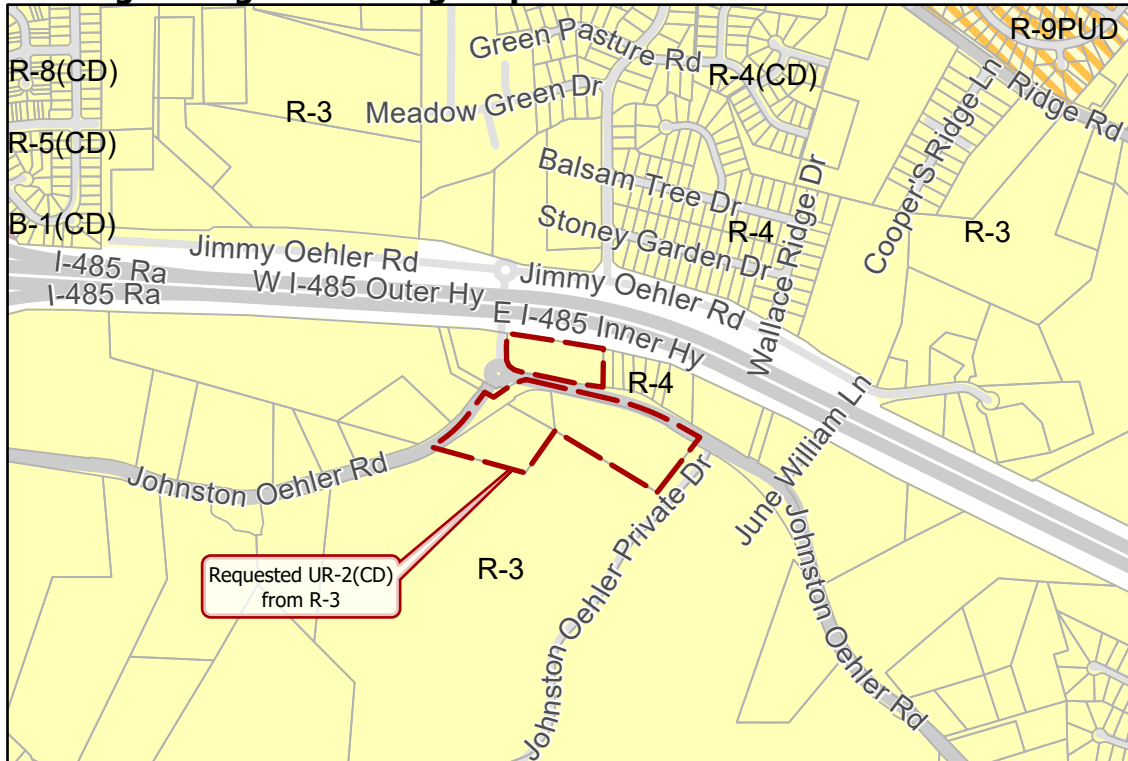 R-9PUD
Green Pasture Rd
R-8(CD)
R-4(CD)
Ridge Rd
Meadow Green Dr
R-3
R-5(CD)
Cooper'S Ridge Ln
Balsam Tree Dr
Wallace Ridge Dr
B-1(CD)
Stoney Garden Dr
R-4
R-3
Jimmy Oehler Rd
I-485 Ra
I-485 Ra
W I-485 Outer Hy
Jimmy Oehler Rd
E I-485 Inner Hy
R-4
June William Ln
Johnston Oehler Rd
Johnston Oehler Private Dr
Johnston Oehler Rd
Requested UR-2(CD)
from R-3
R-3